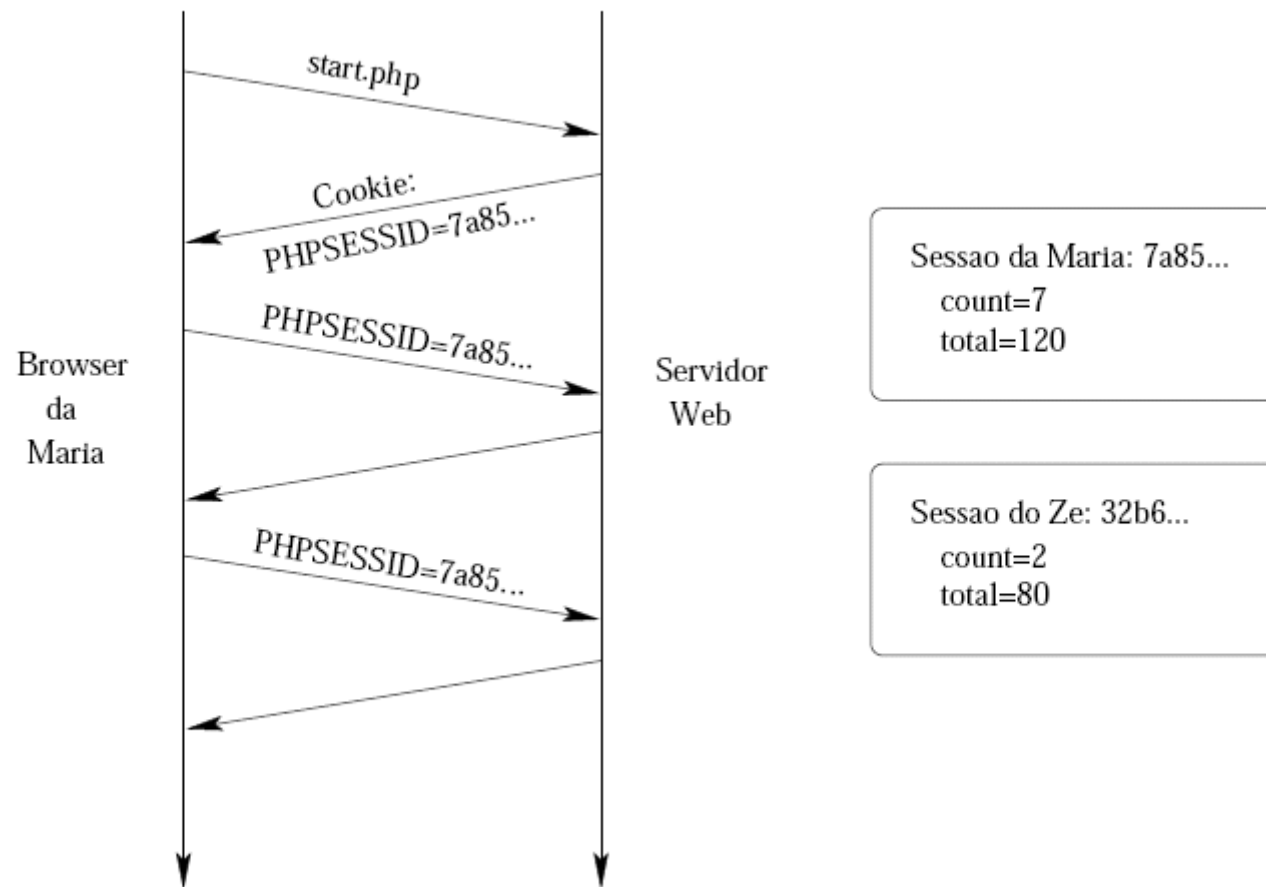 start.php
Cookie:
PHPSESSID=7a85...
PHPSESSID=7a85...
PHPSESSID=7a85...
Browser
da
Maria
Servidor
Web
Sessao da Maria: 7a85...
count=7
total=120
Sessao do Ze: 32b6...
count=2
total=80